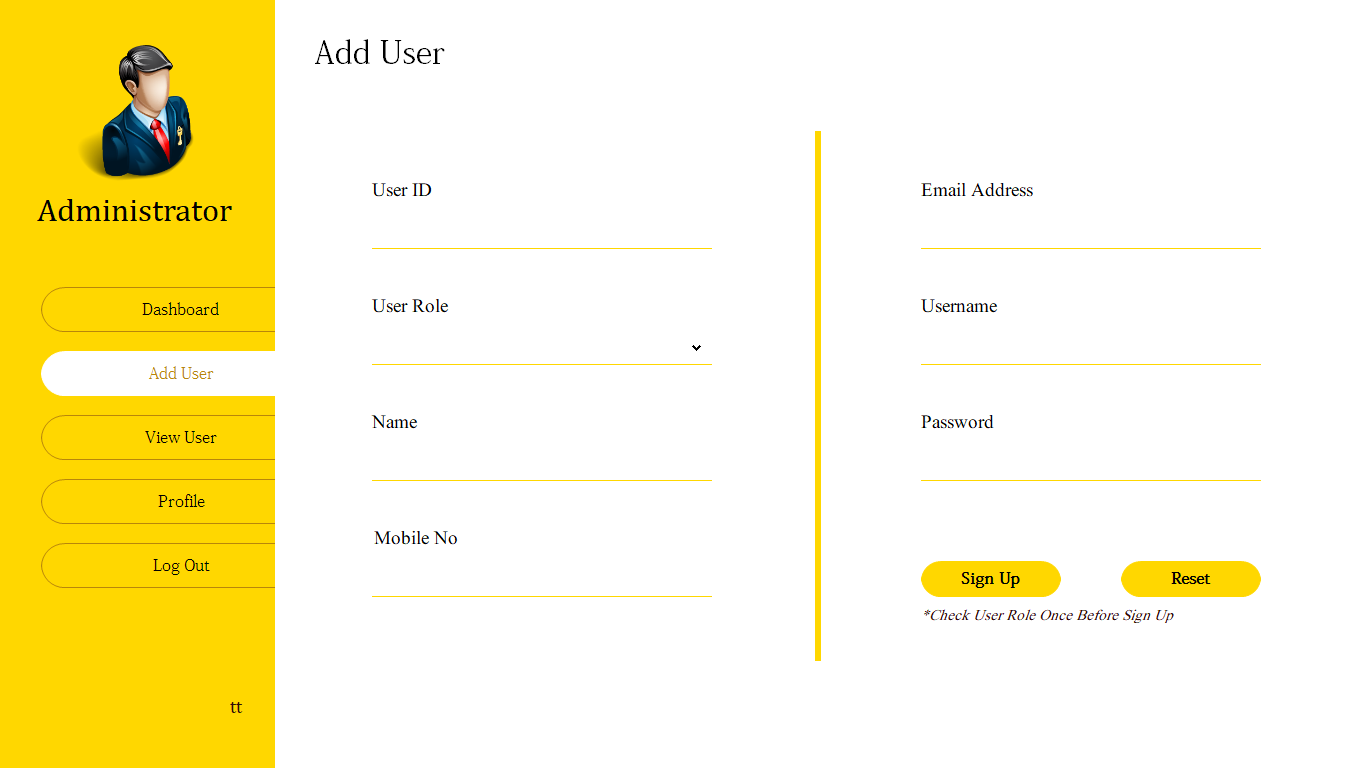 Administrator
Dashboard
Add User
View User
Profile
Log Out
tt
Add User
User ID
User Role
Name
Mobile No
Email Address
Username
Password
Sign Up
Reset
*Check User Role Once Before Sign Up